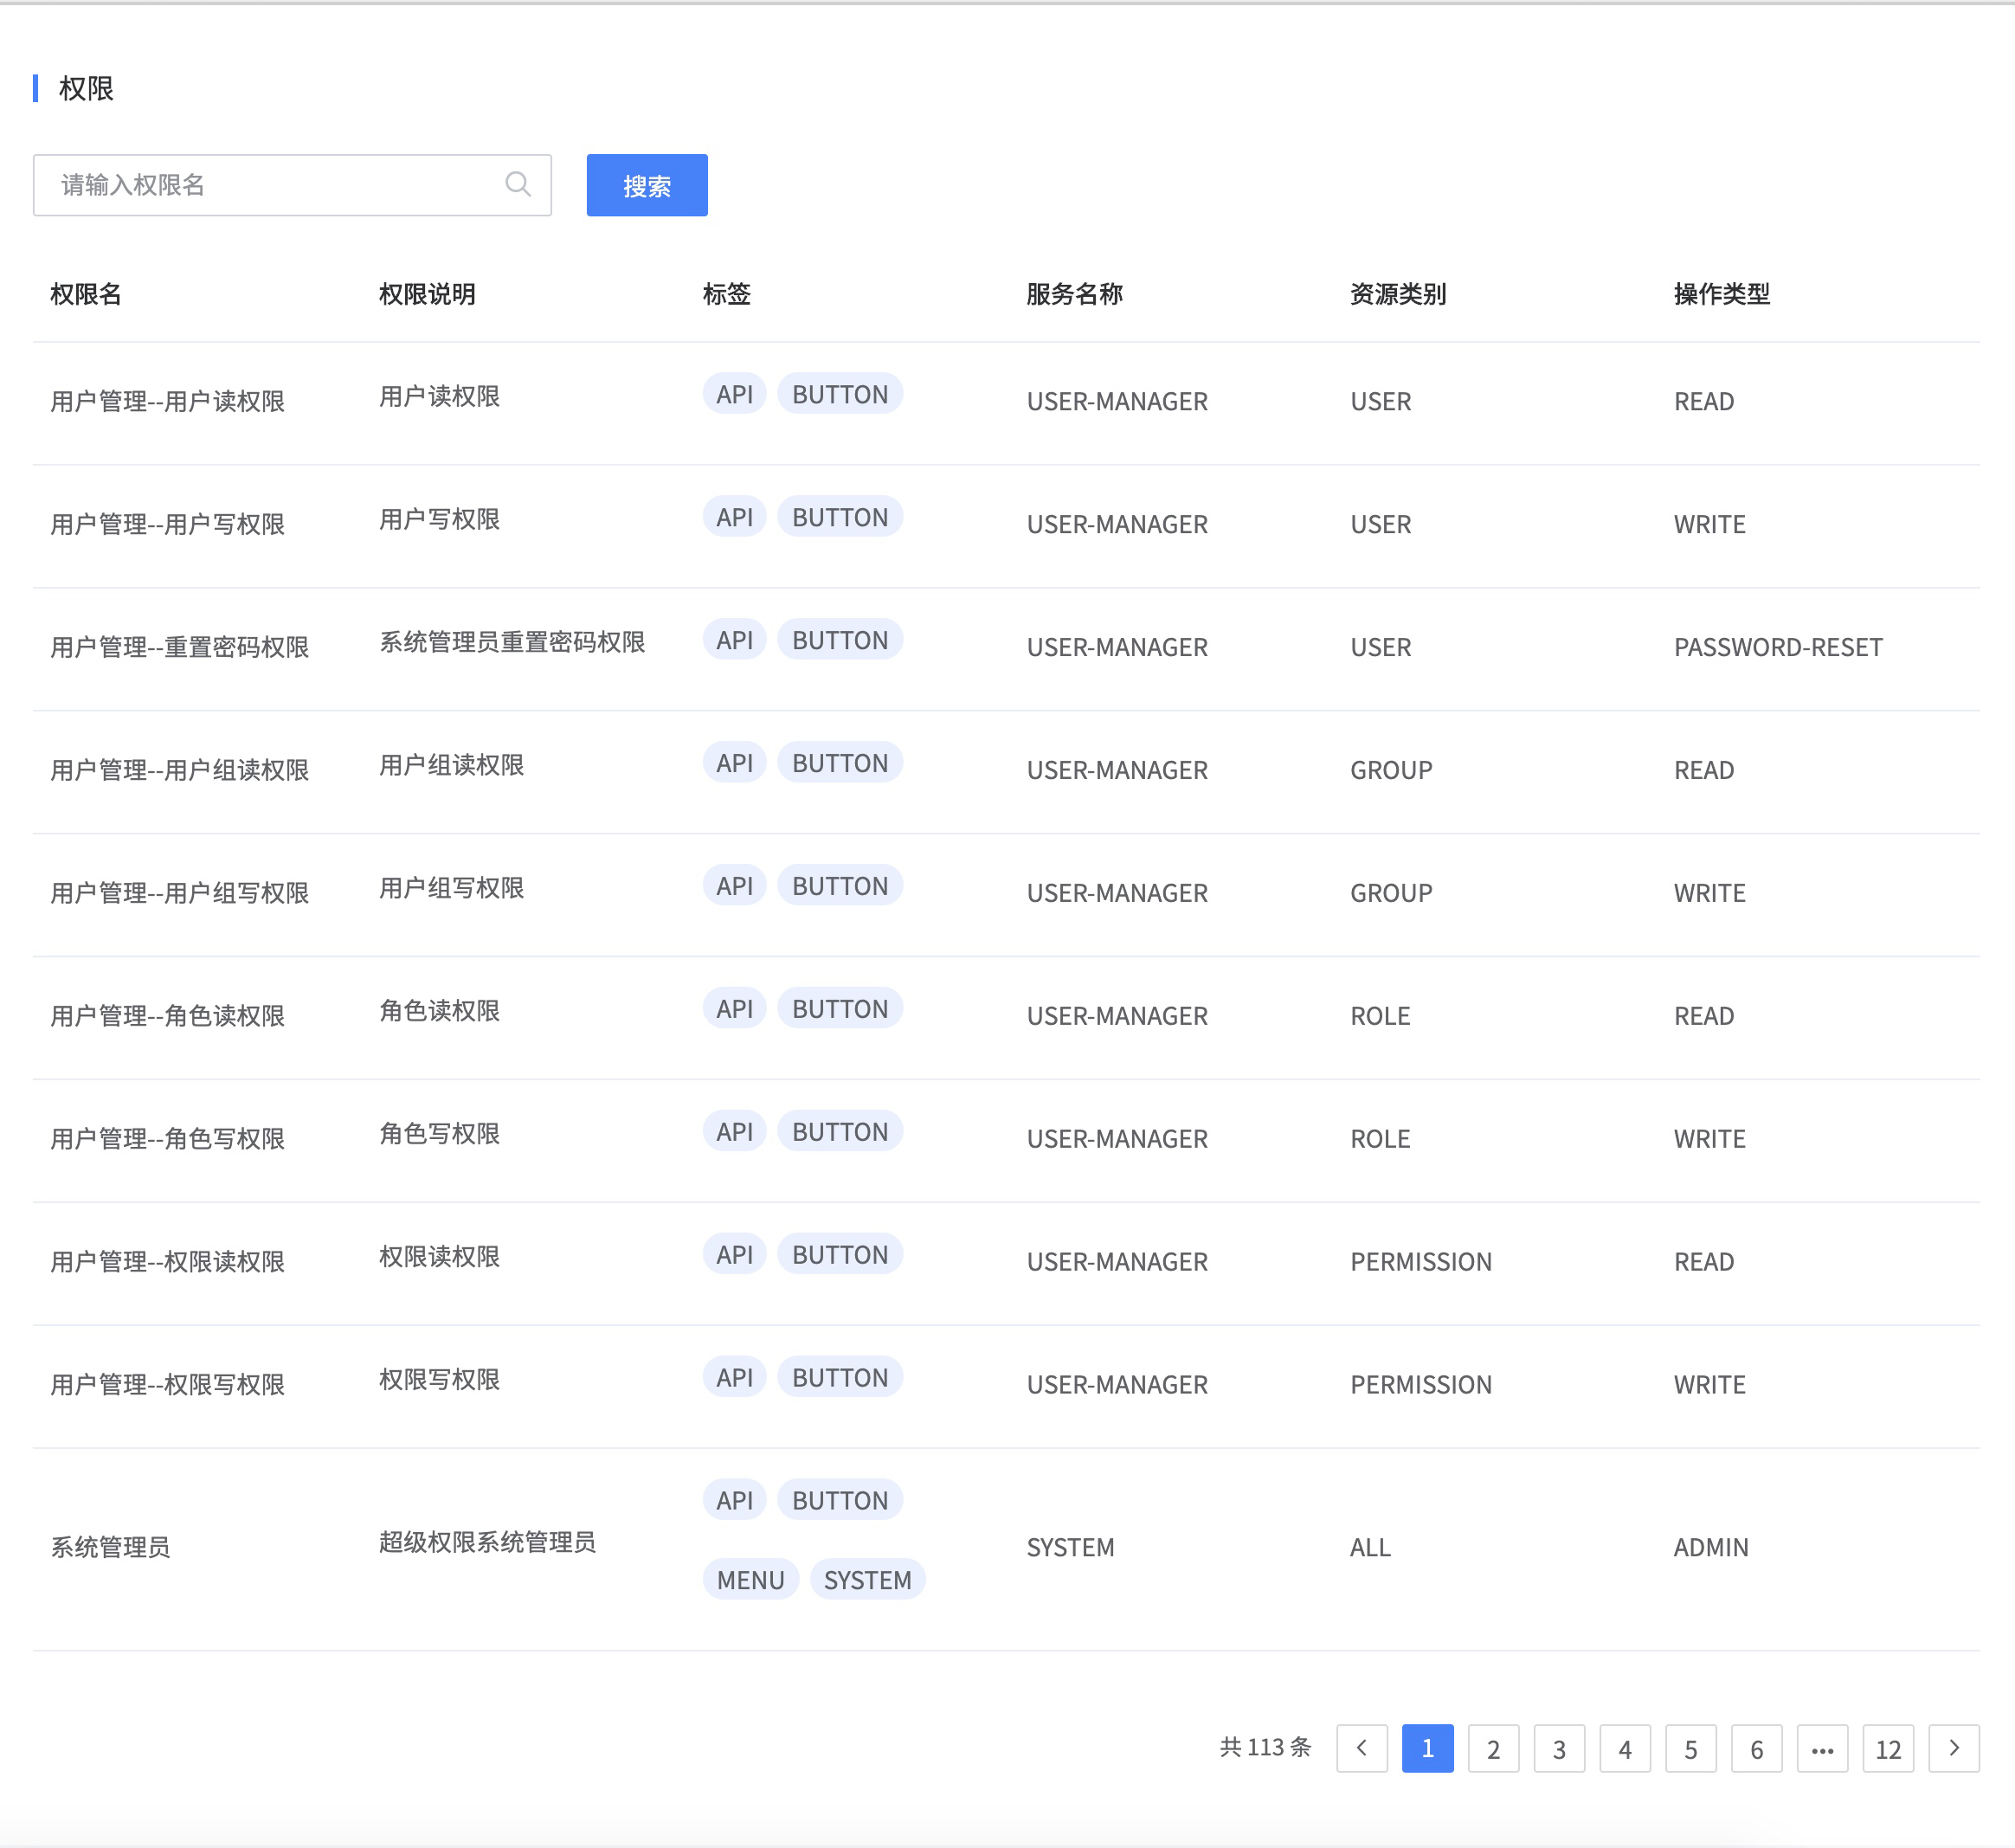 权限
请输入权限名 搜索
权限名 权限说明 标签 服务名称 资源类别 操作类型
用户管理--用户读权限 用户读权限 API BUTTON USER-MANAGER USER READ
用户管理--用户写权限 用户写权限 API BUTTON USER-MANAGER USER WRITE
用户管理--重置密码权限 系统管理员重置密码权限 API BUTTON USER-MANAGER USER PASSWORD-RESET
用户管理--用户组读权限 用户组读权限 API BUTTON USER-MANAGER GROUP READ
用户管理--用户组写权限 用户组写权限 API BUTTON USER-MANAGER GROUP WRITE
用户管理--角色读权限 角色读权限 API BUTTON USER-MANAGER ROLE READ
用户管理--角色写权限 角色写权限 API BUTTON USER-MANAGER ROLE WRITE
用户管理--权限读权限 权限读权限 API BUTTON USER-MANAGER PERMISSION READ
用户管理--权限写权限 权限写权限 API BUTTON USER-MANAGER PERMISSION WRITE
系统管理员 超级权限系统管理员 API BUTTON SYSTEM ALL ADMIN
MENU SYSTEM
共 113 条 < 1 2 3 4 5 6 ••• 12 >